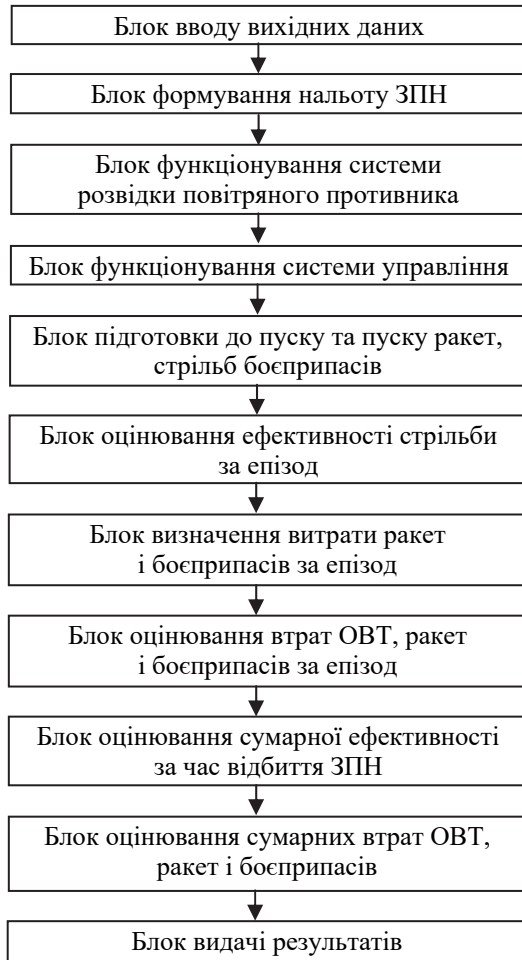 Блок вводу вихідних даних
Блок формування нальоту ЗПН
Блок функціонування системи
розвідки повітряного противника
Блок функціонування системи управління
Блок підготовки до пуску та пуску ракет,
стрільб боєприпасів
Блок оцінювання ефективності стрільби
за епізод
Блок визначення витрати ракет
і боєприпасів за епізод
Блок оцінювання втрат ОВТ, ракет
і боєприпасів за епізод
Блок оцінювання сумарної ефективності
за час відбиття ЗПН
Блок оцінювання сумарних втрат ОВТ,
ракет і боєприпасів
Блок видачі результатів